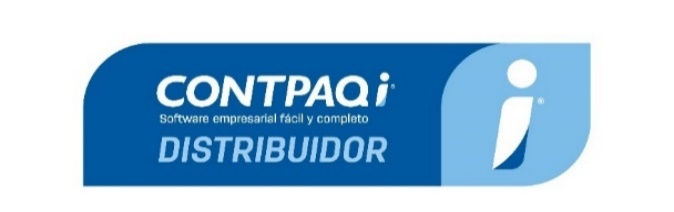 CONTPAQi®
Software empresarial fácil y completo
DISTRIBUIDOR
i®